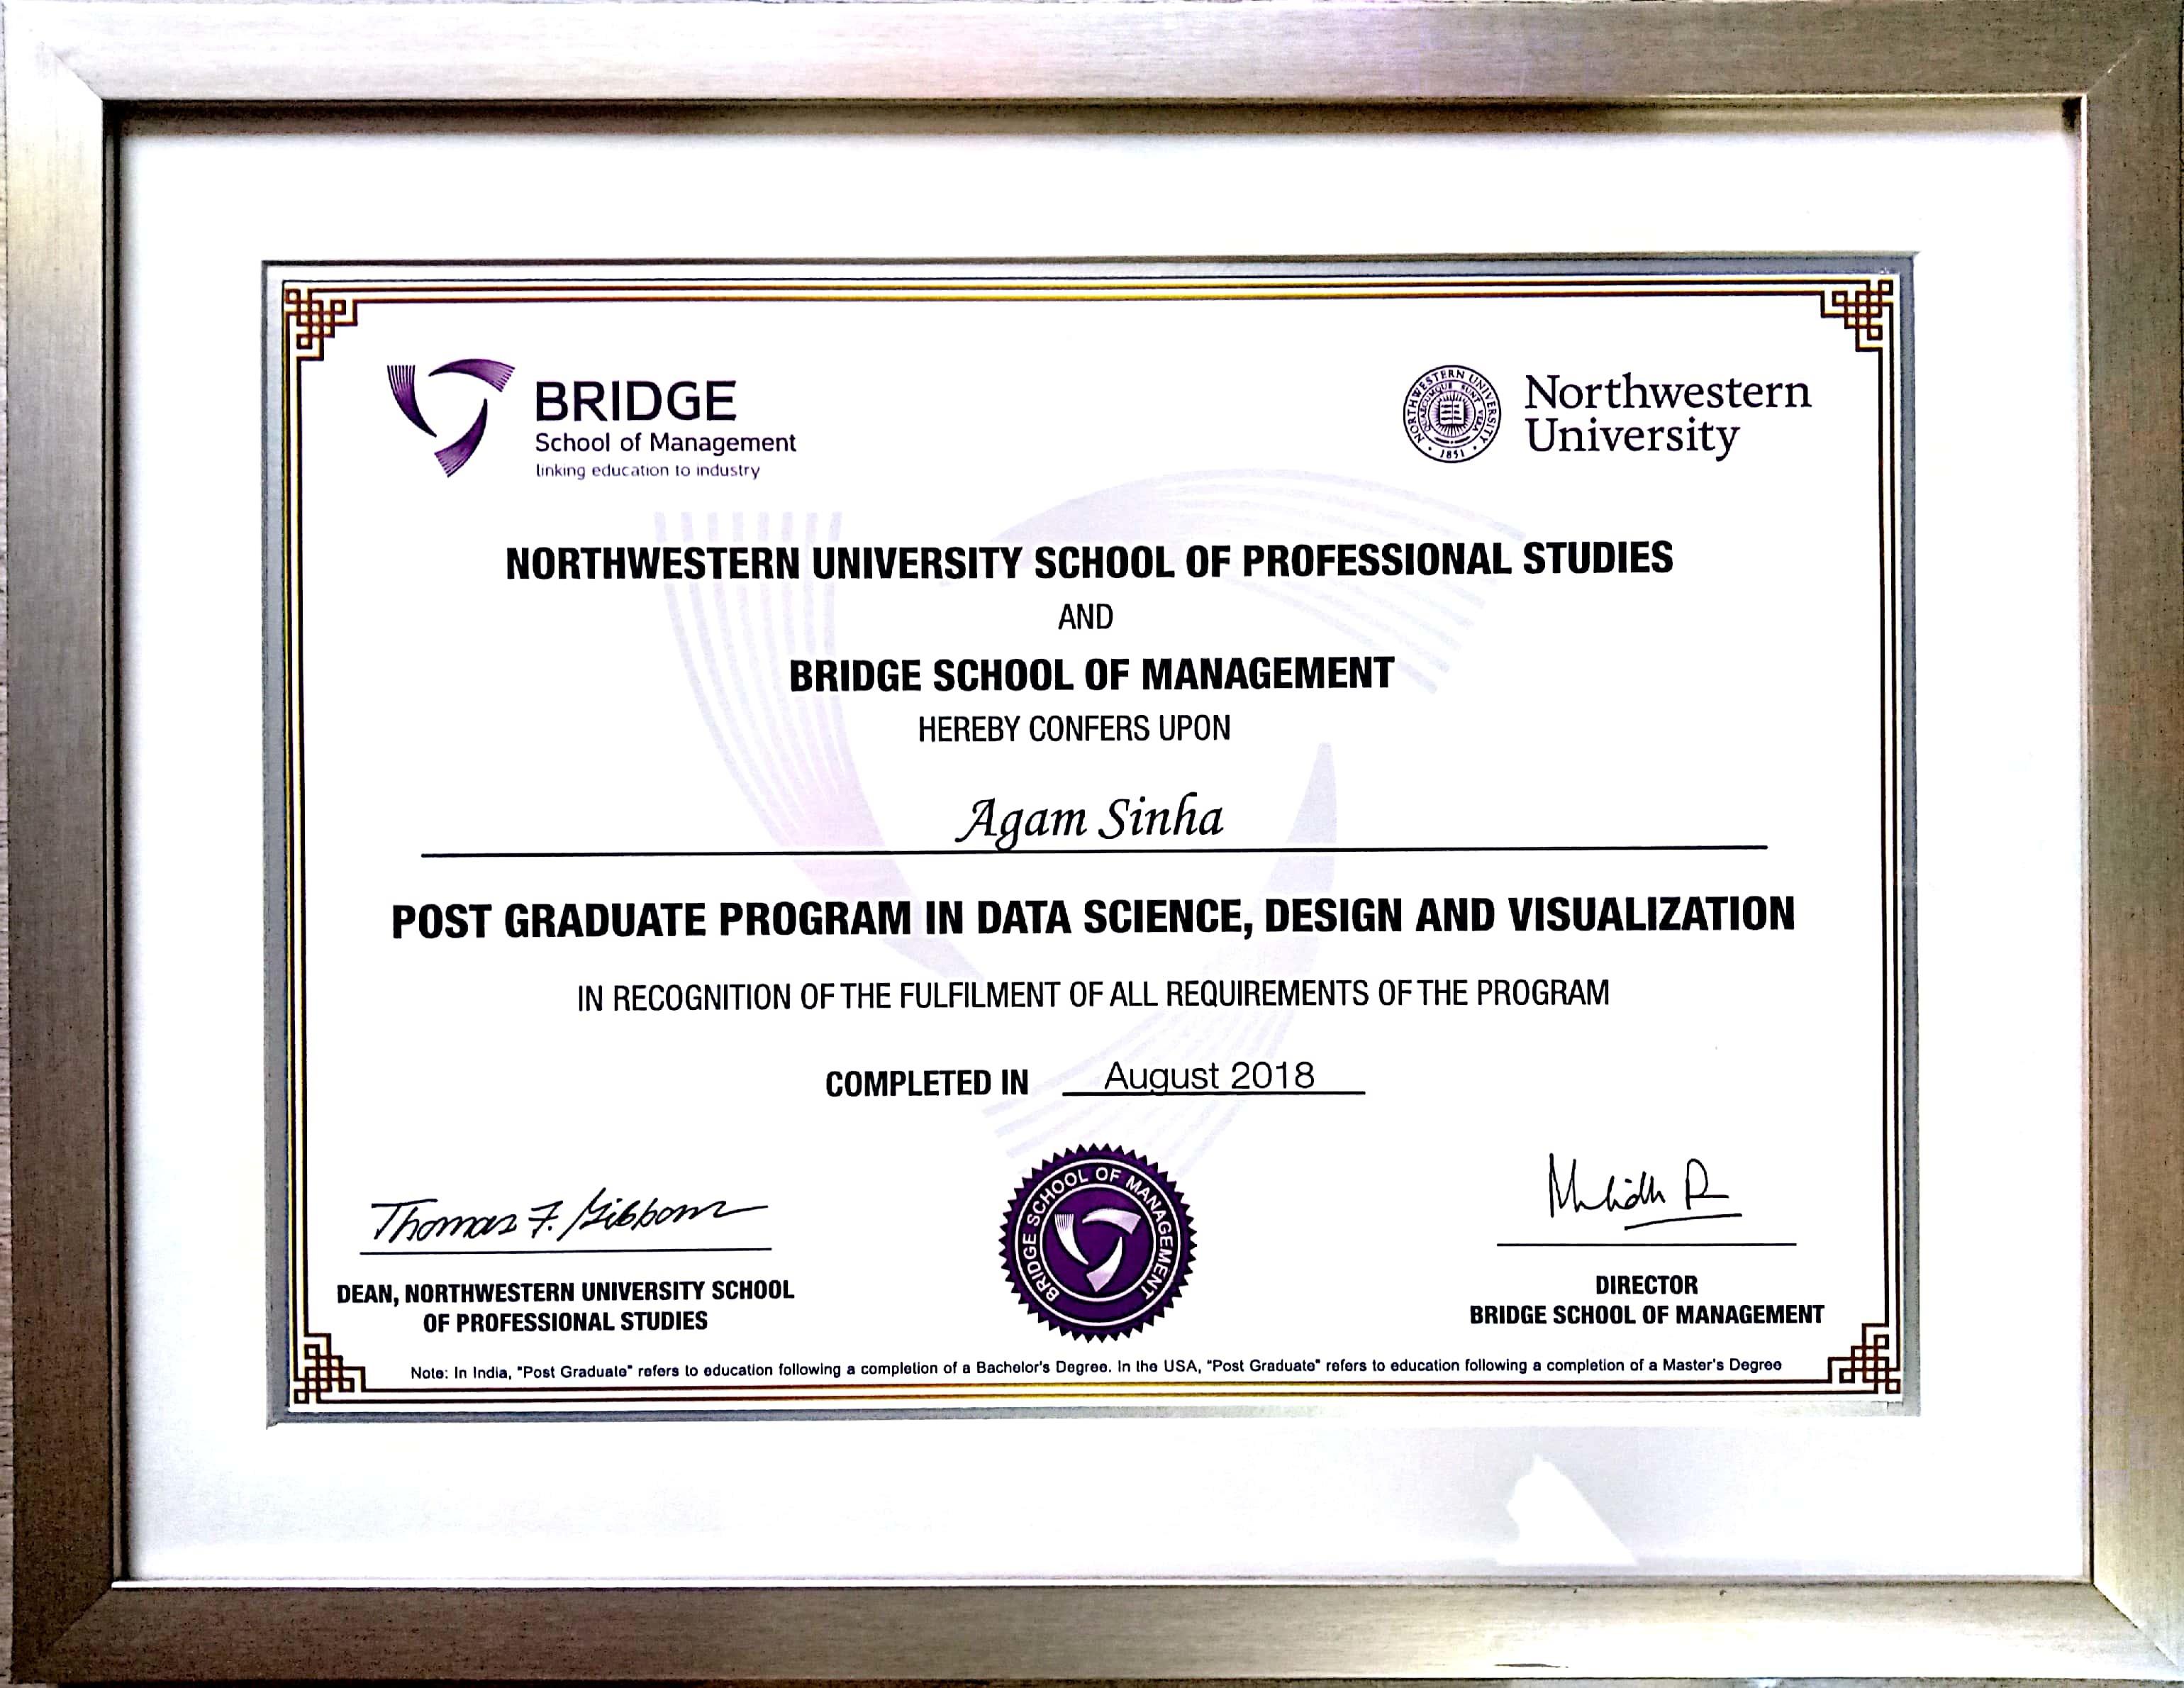 BRIDGE
School of Management
linking education to industry
NORTHWESTERN UNIVERSITY
QUAECUMQUE SUNT VERA
1851
Northwestern
University
NORTHWESTERN UNIVERSITY SCHOOL OF PROFESSIONAL STUDIES
AND
BRIDGE SCHOOL OF MANAGEMENT
HEREBY CONFERS UPON
Agam Sinha
POST GRADUATE PROGRAM IN DATA SCIENCE, DESIGN AND VISUALIZATION
IN RECOGNITION OF THE FULFILMENT OF ALL REQUIREMENTS OF THE PROGRAM
COMPLETED IN August 2018
Thomas F. Gibbons
DEAN, NORTHWESTERN UNIVERSITY SCHOOL
OF PROFESSIONAL STUDIES
BRIDGE SCHOOL OF MANAGEMENT
DIRECTOR
BRIDGE SCHOOL OF MANAGEMENT
Note: In India, "Post Graduate" refers to education following a completion of a Bachelor's Degree. In the USA, "Post Graduate" refers to education following a completion of a Master's Degree